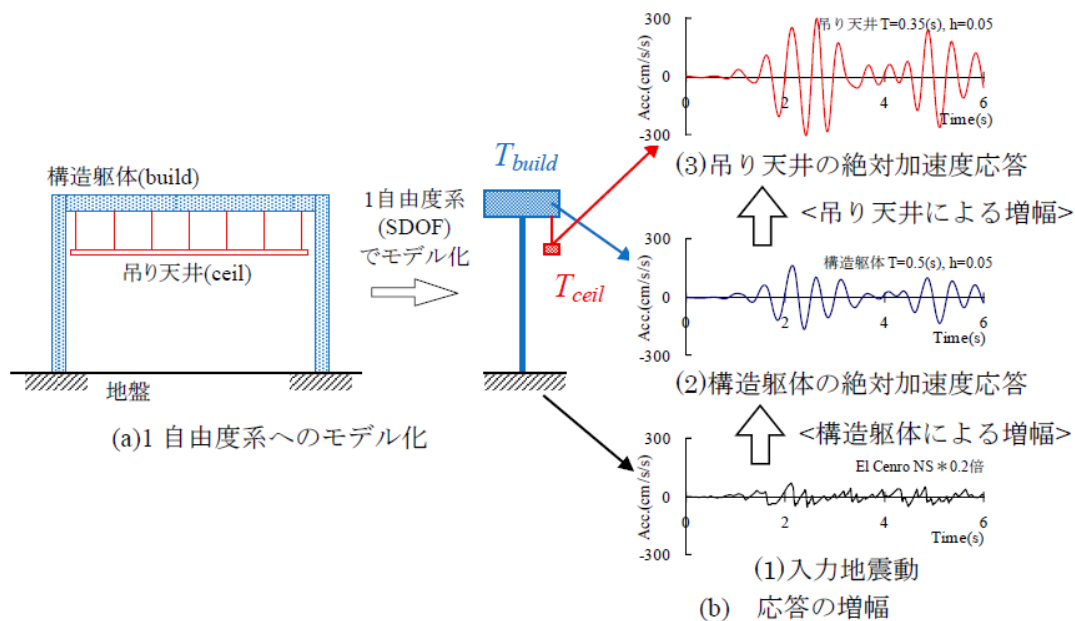 構造躯体(build)
吊り天井(ceil)
地盤
(a)1 自由度系へのモデル化
1自由度系
(SDOF)
でモデル化
Tbuild
Tceil
300
0
-300
Acc.(cm/s/s)
吊り天井 T=0.35(s), h=0.05
0
2
4
6
Time(s)
(3)吊り天井の絶対加速度応答
<吊り天井による増幅>
300
0
-300
Acc.(cm/s/s)
構造躯体 T=0.5(s), h=0.05
0
2
4
6
Time(s)
(2)構造躯体の絶対加速度応答
<構造躯体による増幅>
300
0
-300
Acc.(cm/s/s)
El Cenro NS＊0.2倍
0
2
4
6
Time(s)
(1)入力地震動
(b) 応答の増幅